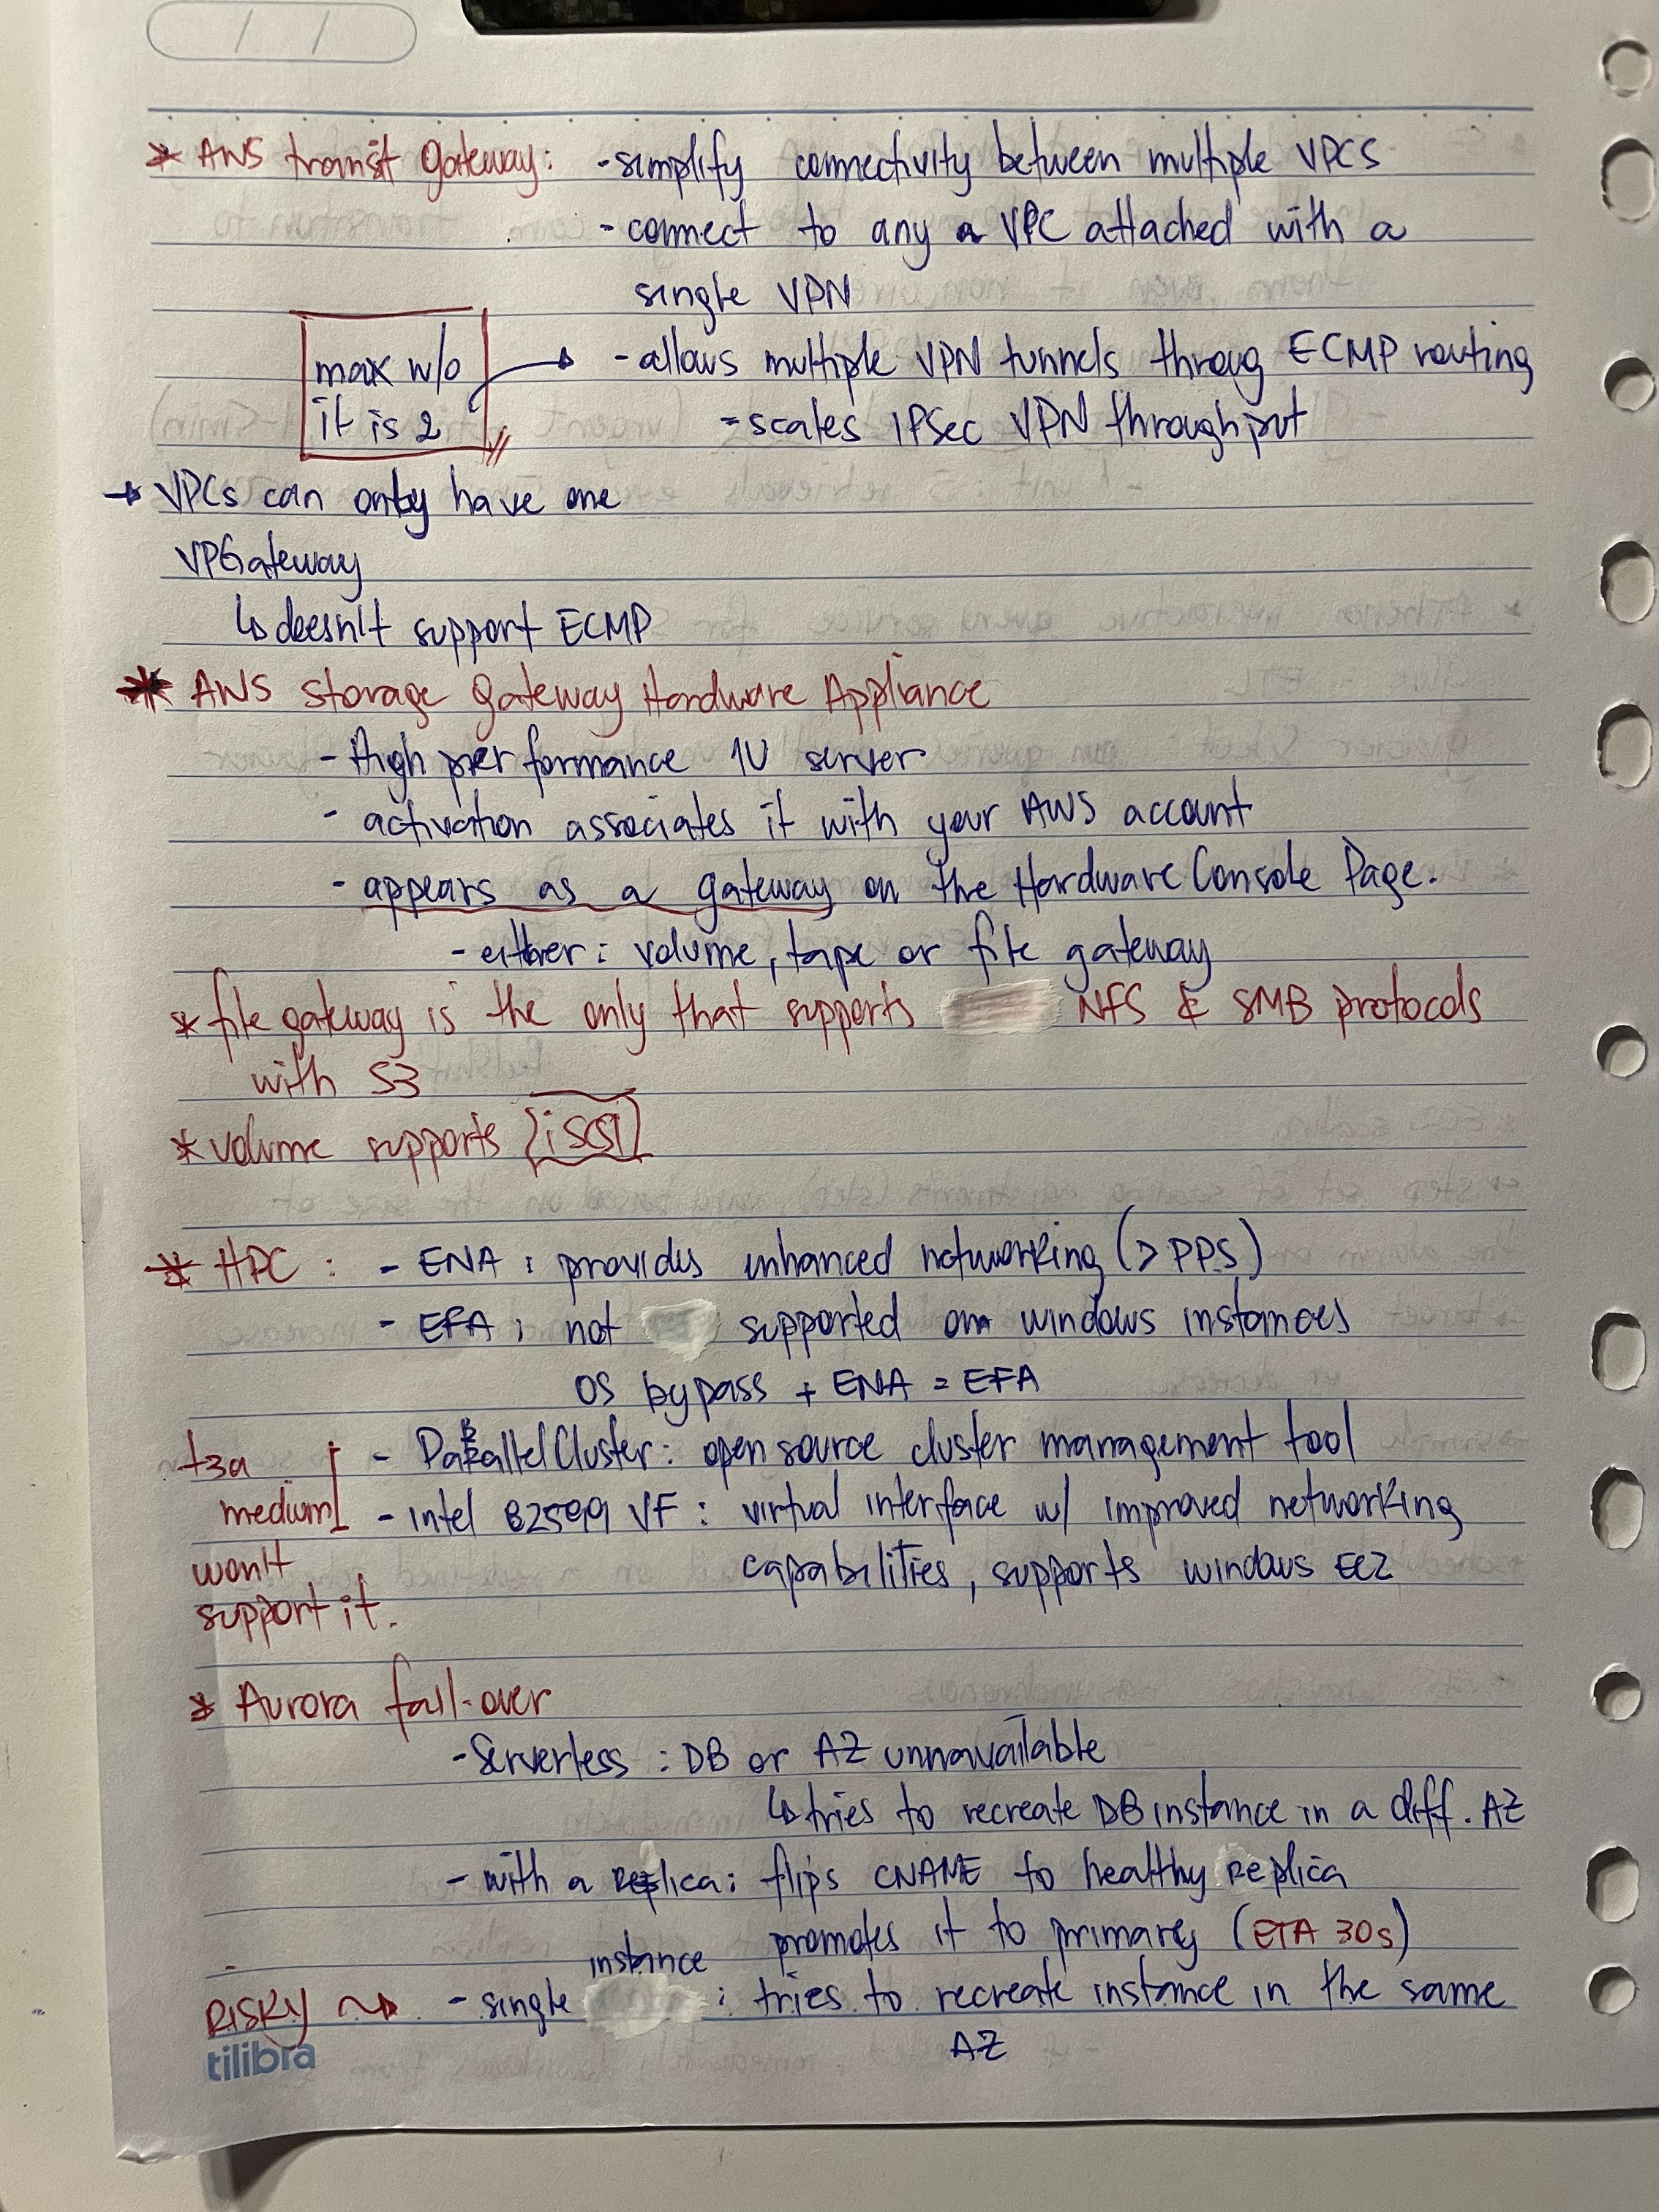 * AWS transit gateway: - simplify connectivity between multiple VPCS
- connect to any a VPC attached with a
single VPN
max w/o
it is 2
- allows multiple VPN tunnels throug ECMP routing
= scales IPSec VPN throughput
→ VPCs can only have one
VPGateway
↳ doesn't support ECMP
* AWS Storage Gateway Hardware Appliance
- High performance 1U server
- activation associates it with your AWS account
- appears as a gateway on the Hardware Console Page.
- either: volume, tape or file gateway
* file gateway is the only that supports NFS & SMB protocols
with S3
* volume supports iSCSi
* HPC: - ENA: provides enhanced networking (> PPS)
- EFA: not supported on windows instances
OS bypass + ENA = EFA
- ParallelCluster: open source cluster management tool
t3a
medium
won't
support it.
- intel 82599 VF: virtual interface w/ improved networking
capabilities, supports windows EC2
* Aurora fail-over
- Serverless: DB or AZ unnavailable
↳ tries to recreate DB instance in a diff. AZ
- with a Replica: flips CNAME to healthy Replica
promotes it to primary (ETA 30s)
RISKY → - single instance: tries to recreate instance in the same
AZ
tilibra